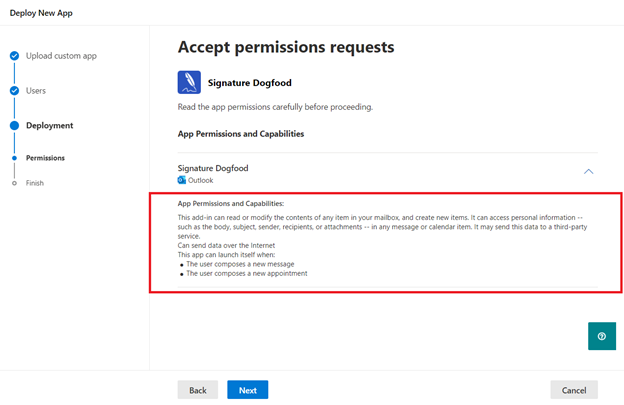 Deploy New App
Upload custom app
Users
Deployment
Permissions
Finish
Accept permissions requests
Signature Dogfood
Read the app permissions carefully before proceeding.
App Permissions and Capabilities
Signature Dogfood
Outlook
App Permissions and Capabilities:
This add-in can read or modify the contents of any item in your mailbox, and create new items. It can access personal information --
such as the body, subject, sender, recipients, or attachments -- in any message or calendar item. It may send this data to a third-party
service.
Can send data over the Internet
This app can launch itself when:
• The user composes a new message
• The user composes a new appointment
Back
Next
Cancel